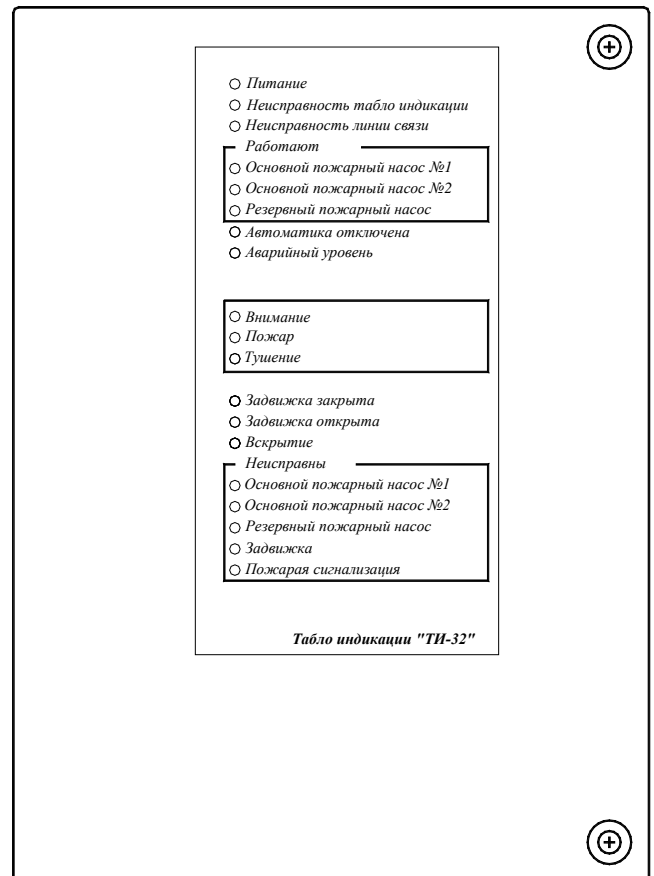 Питание
Неисправность табло индикации
Неисправность линии связи
Работают
Основной пожарный насос №1
Основной пожарный насос №2
Резервный пожарный насос
Автоматика отключена
Аварийный уровень
Внимание
Пожар
Тушение
Задвижка закрыта
Задвижка открыта
Вскрытие
Неисправны
Основной пожарный насос №1
Основной пожарный насос №2
Резервный пожарный насос
Задвижка
Пожарая сигнализация
Табло индикации "ТИ-32"